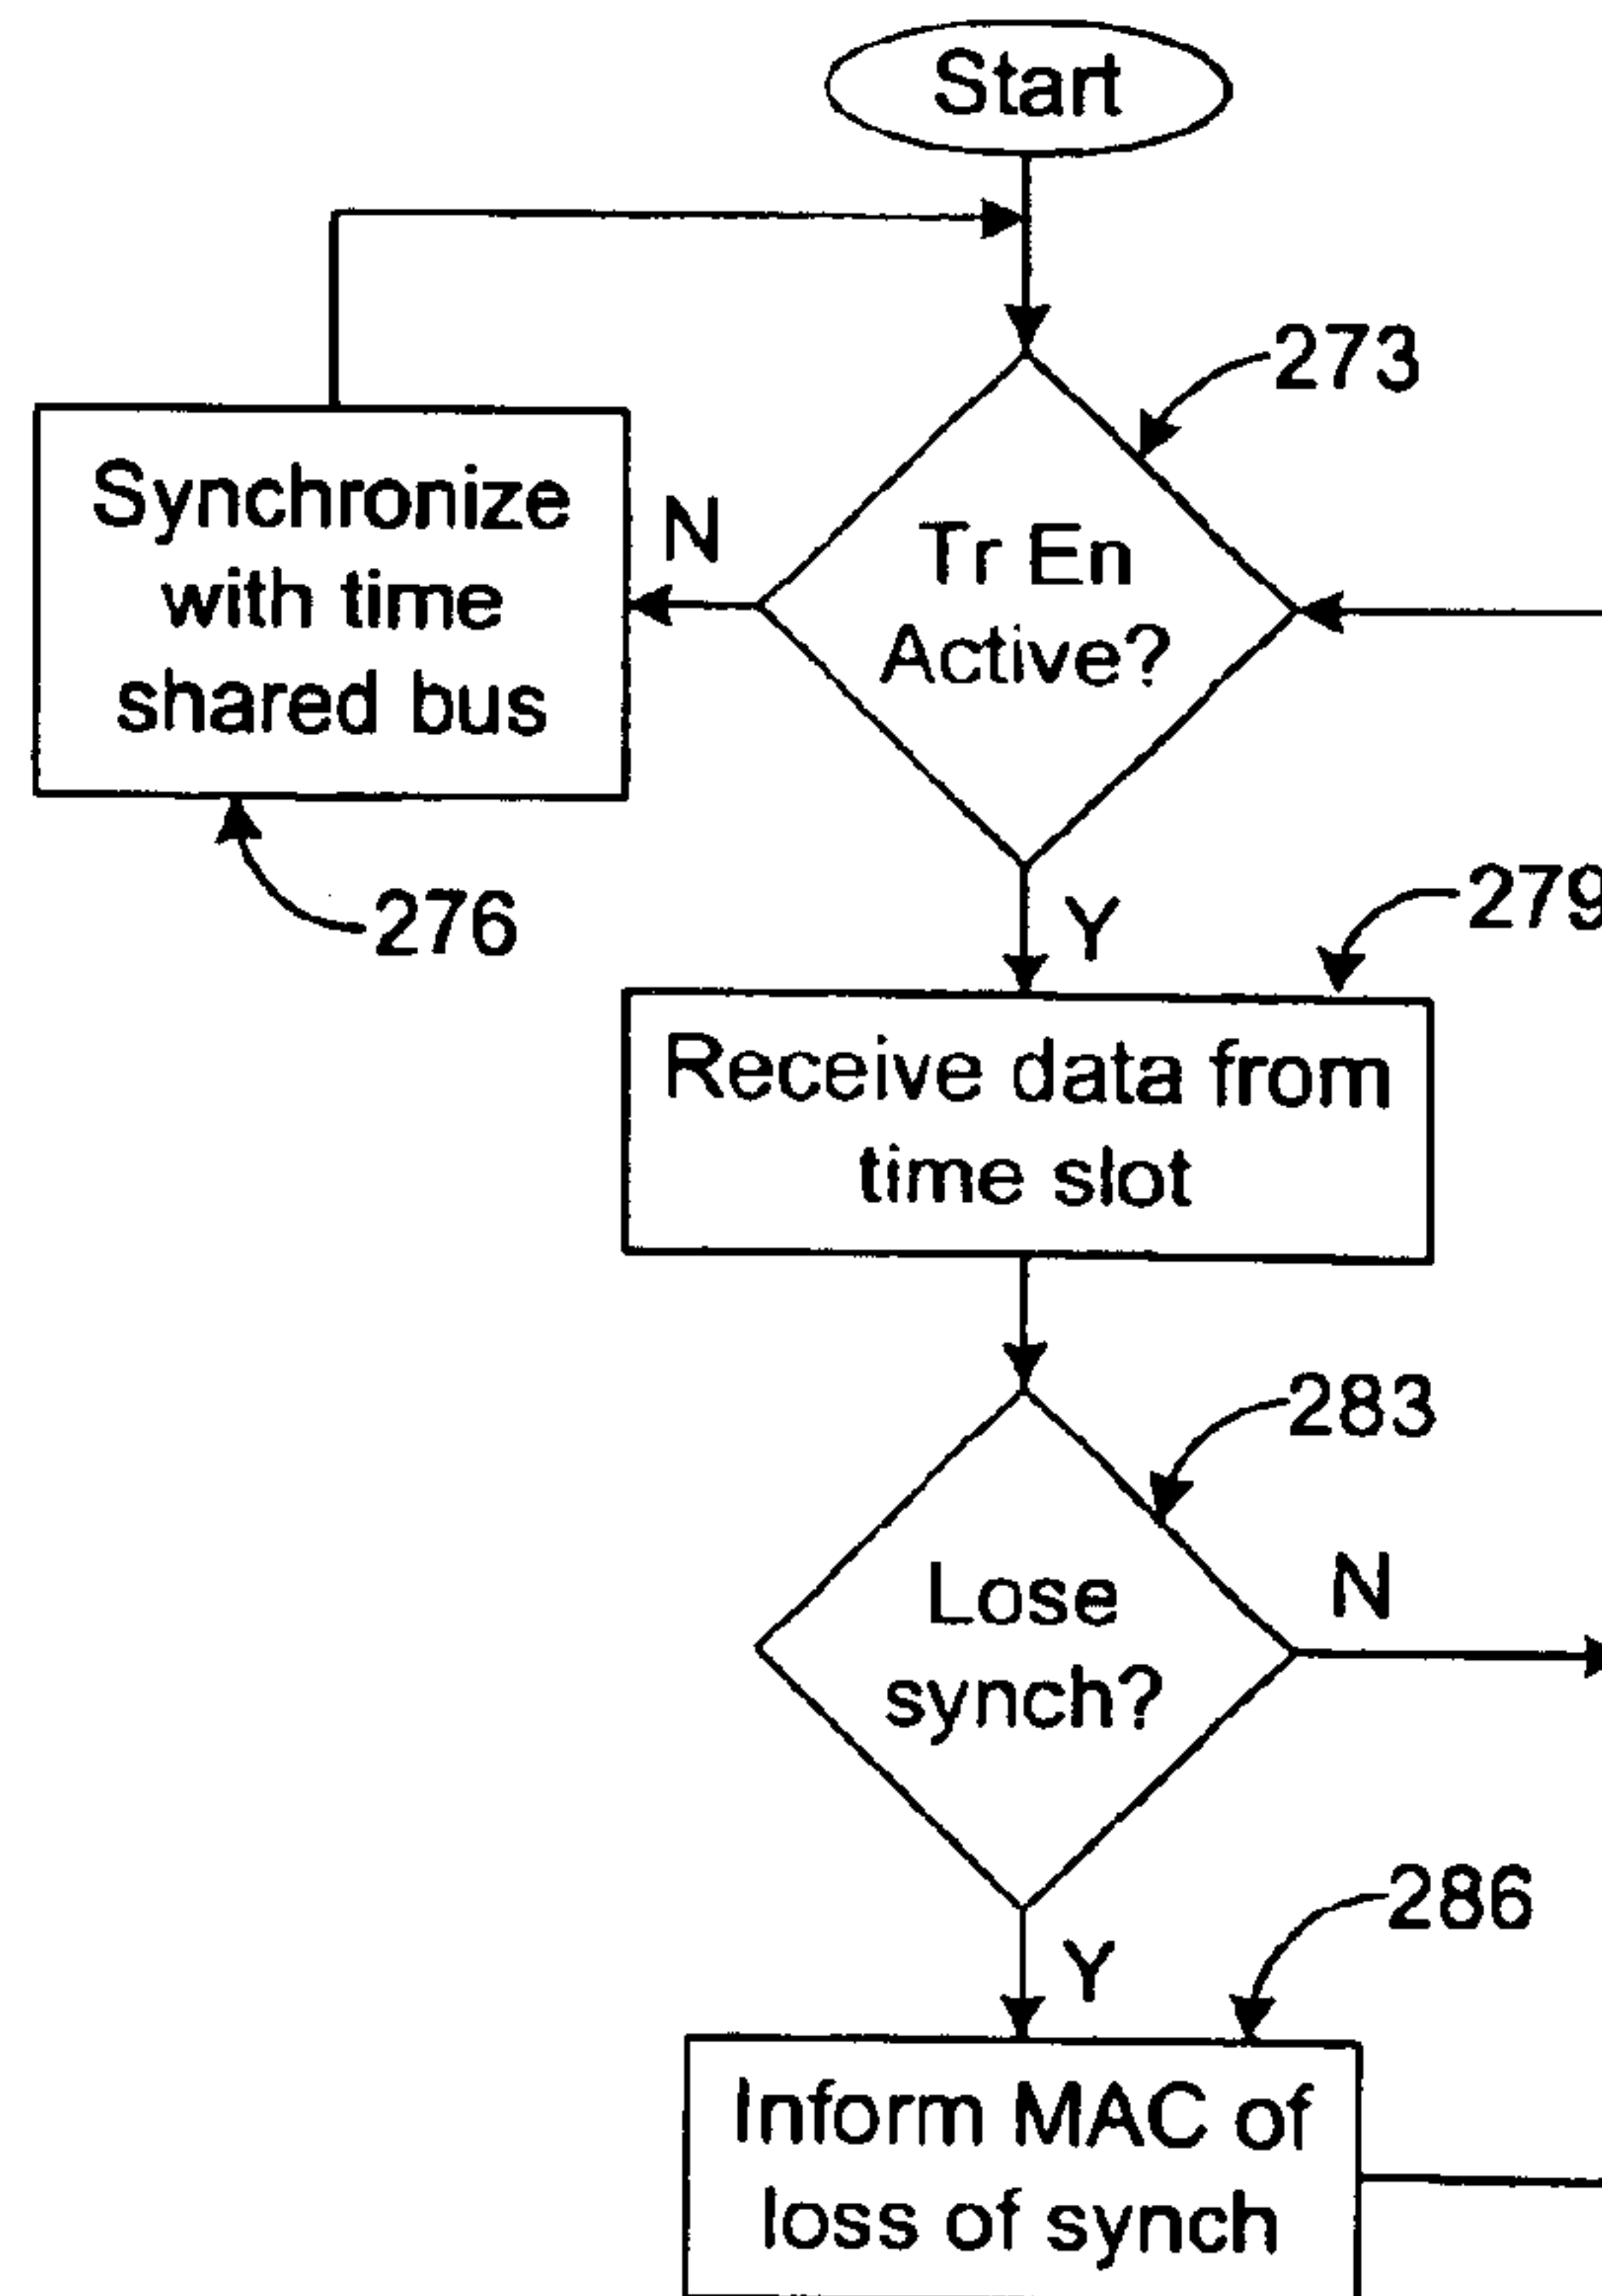 Start
273
Synchronize
with time
shared bus
N
Tr En
Active?
276
Y
279
Receive data from
time slot
283
Lose
synch?
N
286
Y
Inform MAC of
loss of synch